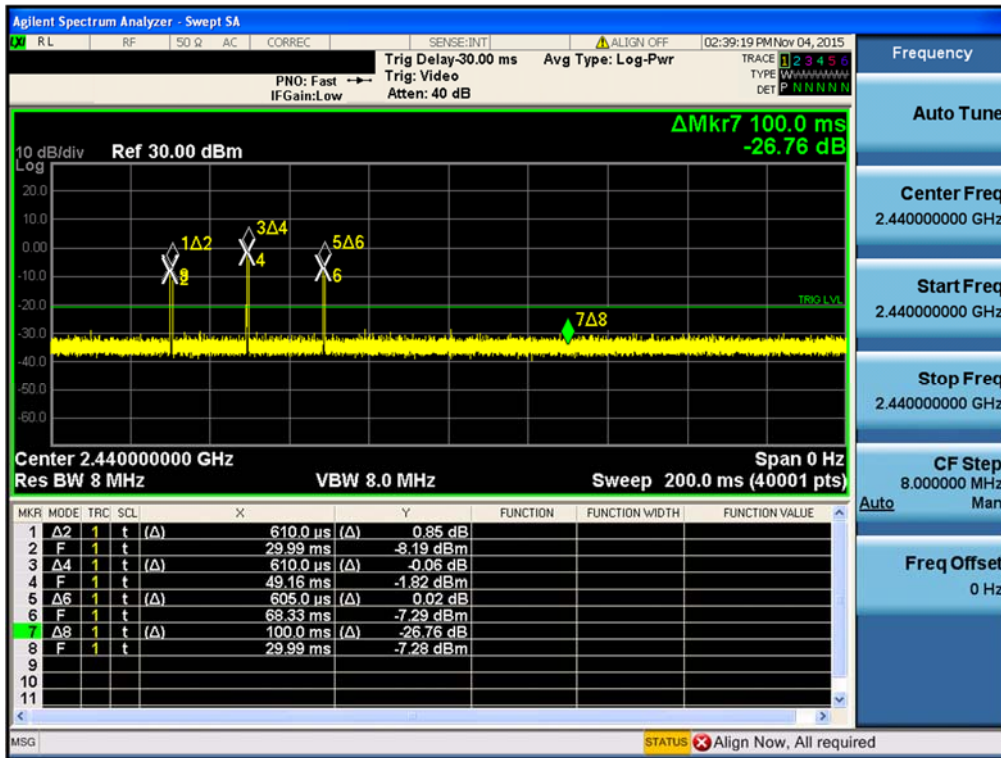 Agilent Spectrum Analyzer - Swept SA
LXI RL RF 50 Ω AC CORREC SENSE:INT ALIGN OFF 02:39:19 PM Nov 04, 2015
Frequency
PNO: Fast
IFGain:Low
Trig Delay-30.00 ms
Trig: Video
Atten: 40 dB
Avg Type: Log-Pwr
TRACE 1 2 3 4 5 6
TYPE W
DET P N N N N N
Auto Tune
ΔMkr7 100.0 ms
-26.76 dB
10 dB/div Ref 30.00 dBm
Log
20.0
10.0
0.00
-10.0
-20.0
-30.0
-40.0
-50.0
-60.0
1Δ2
2
3Δ4
4
5Δ6
6
7Δ8
TRIG LVL
Center Freq
2.440000000 GHz
Start Freq
2.440000000 GHz
Stop Freq
2.440000000 GHz
Center 2.440000000 GHz Span 0 Hz
Res BW 8 MHz VBW 8.0 MHz Sweep 200.0 ms (40001 pts)
CF Step
8.000000 MHz
Auto Man
Freq Offset
0 Hz
MKR MODE TRC SCL X Y FUNCTION FUNCTION WIDTH FUNCTION VALUE
1 Δ2 1 t (Δ) 610.0 µs (Δ) 0.85 dB
2 F 1 t 29.99 ms -8.19 dBm
3 Δ4 1 t (Δ) 610.0 µs (Δ) -0.06 dB
4 F 1 t 49.16 ms -1.82 dBm
5 Δ6 1 t (Δ) 605.0 µs (Δ) 0.02 dB
6 F 1 t 68.33 ms -7.29 dBm
7 Δ8 1 t (Δ) 100.0 ms (Δ) -26.76 dB
8 F 1 t 29.99 ms -7.28 dBm
9
10
11
MSG STATUS Align Now, All required